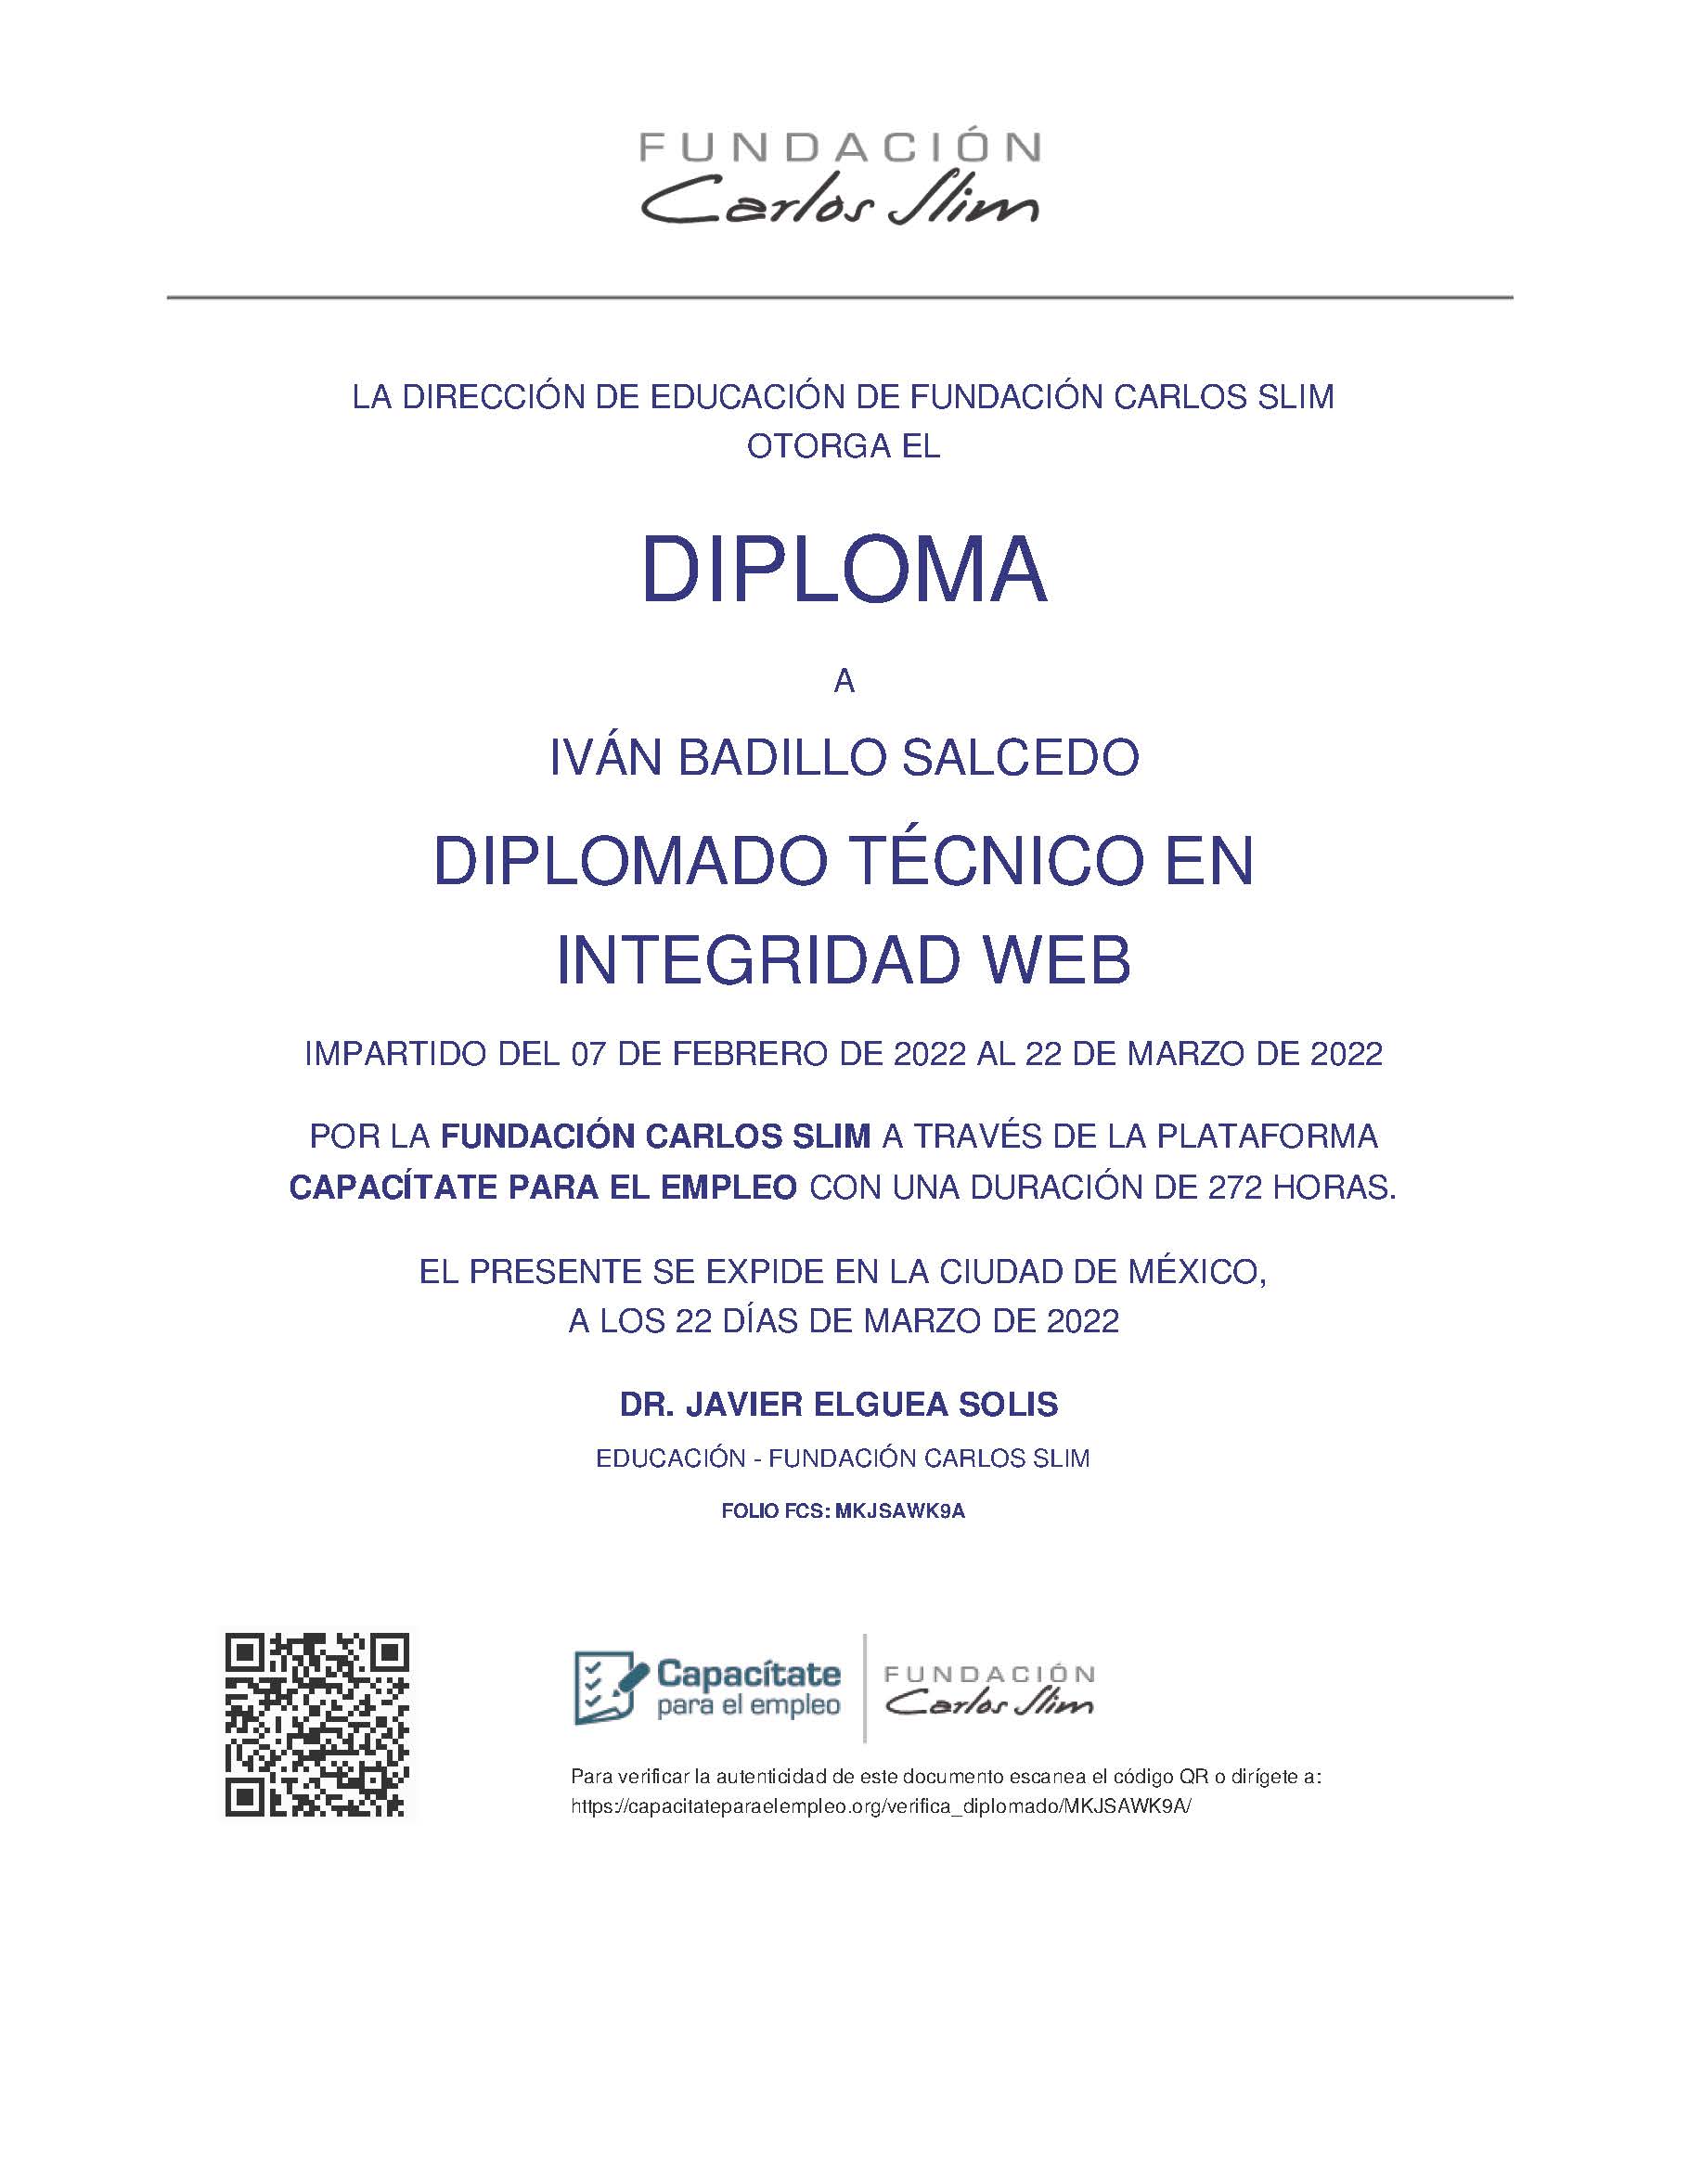 FUNDACIÓN
Carlos Slim
LA DIRECCIÓN DE EDUCACIÓN DE FUNDACIÓN CARLOS SLIM
OTORGA EL
DIPLOMA
A
IVÁN BADILLO SALCEDO
DIPLOMADO TÉCNICO EN
INTEGRIDAD WEB
IMPARTIDO DEL 07 DE FEBRERO DE 2022 AL 22 DE MARZO DE 2022
POR LA FUNDACIÓN CARLOS SLIM A TRAVÉS DE LA PLATAFORMA
CAPACÍTATE PARA EL EMPLEO CON UNA DURACIÓN DE 272 HORAS.
EL PRESENTE SE EXPIDE EN LA CIUDAD DE MÉXICO,
A LOS 22 DÍAS DE MARZO DE 2022
DR. JAVIER ELGUEA SOLIS
EDUCACIÓN - FUNDACIÓN CARLOS SLIM
FOLIO FCS: MKJSAWK9A
Capacítate
para el empleo
FUNDACIÓN
Carlos Slim
Para verificar la autenticidad de este documento escanea el código QR o dirígete a:
https://capacitateparaelempleo.org/verifica_diplomado/MKJSAWK9A/